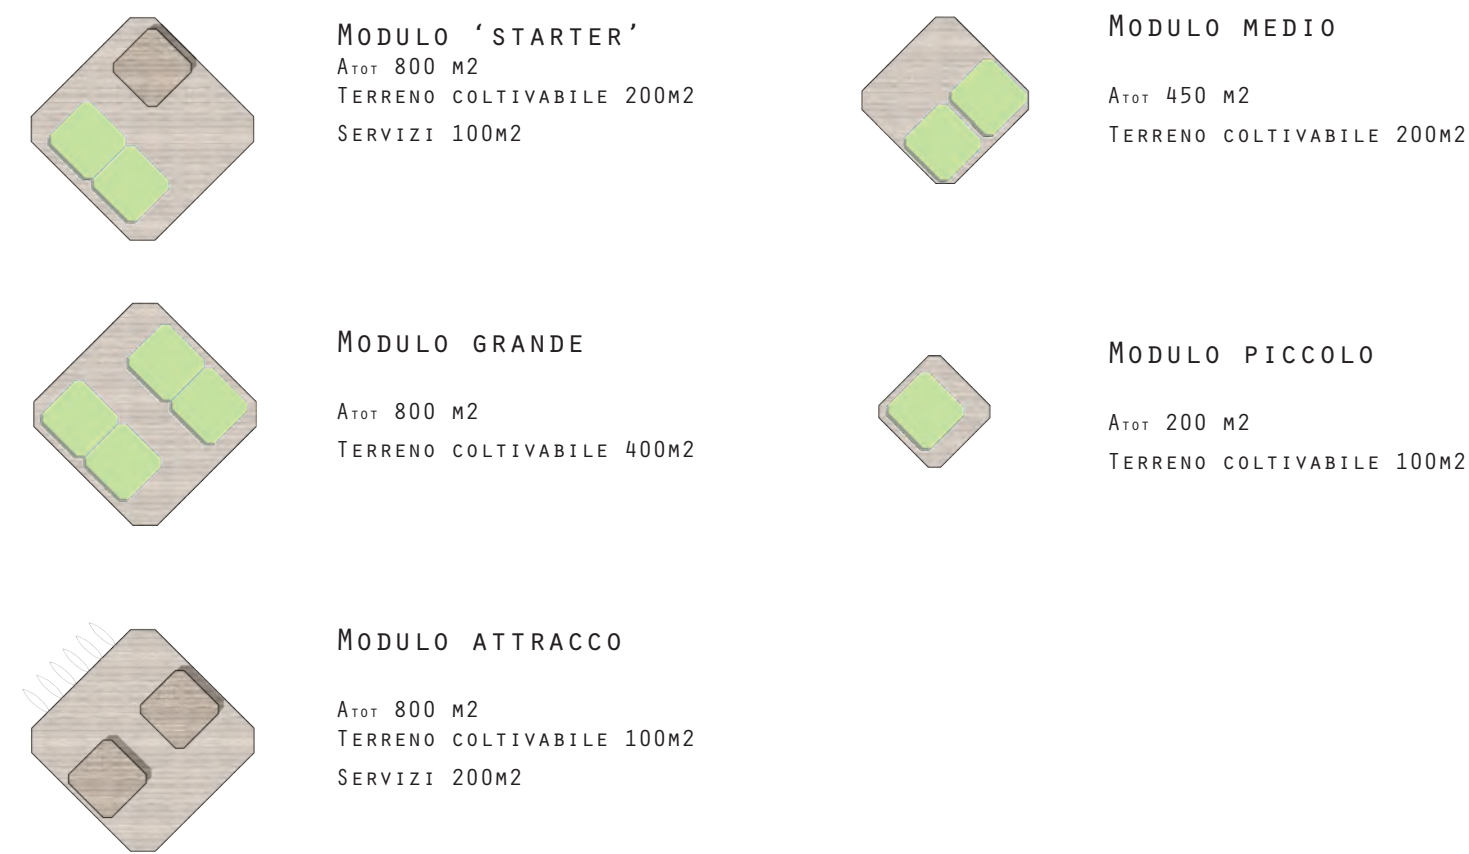 Modulo ‘starter’
Atot 800 m2
Terreno coltivabile 200m2
Servizi 100m2
Modulo medio
Atot 450 m2
Terreno coltivabile 200m2
Modulo grande
Atot 800 m2
Terreno coltivabile 400m2
Modulo piccolo
Atot 200 m2
Terreno coltivabile 100m2
Modulo attracco
Atot 800 m2
Terreno coltivabile 100m2
Servizi 200m2